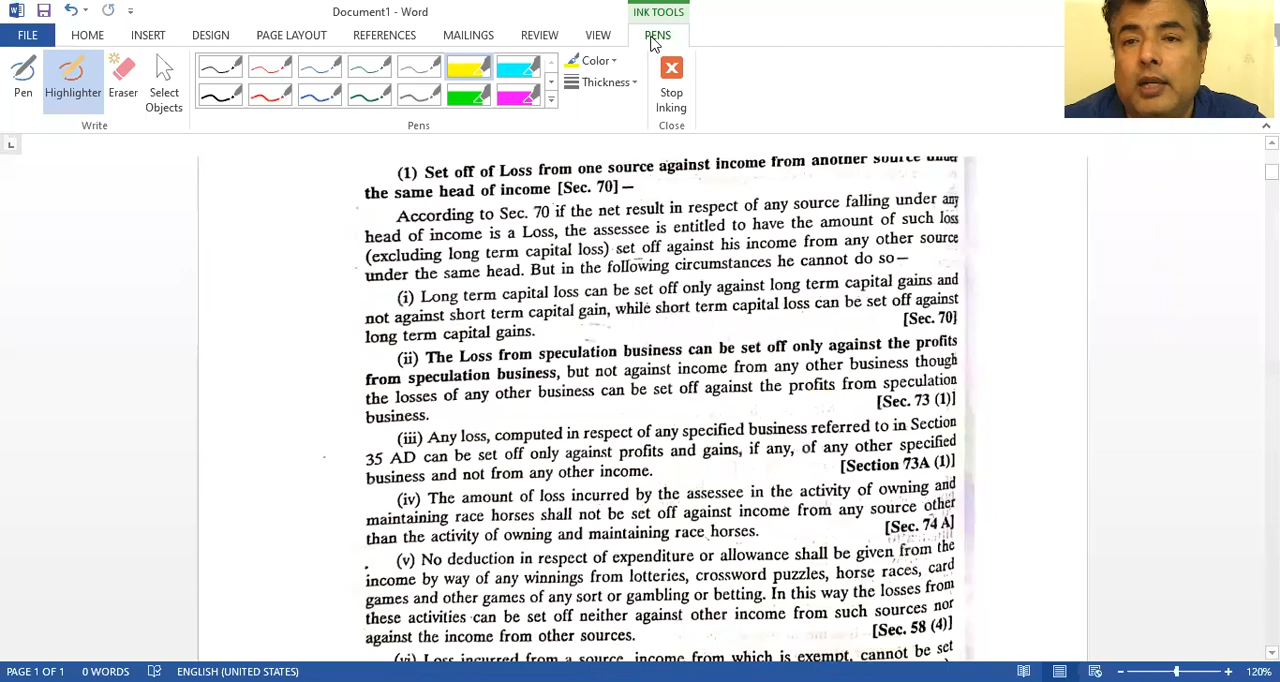 Document1 - Word
INK TOOLS
FILE
HOME
INSERT
DESIGN
PAGE LAYOUT
REFERENCES
MAILINGS
REVIEW
VIEW
PENS
Pen
Highlighter
Eraser
Select
Objects
Color
Thickness
Stop
Inking
Write
Pens
Close
(1) Set off of Loss from one source against income from another source under
the same head of income [Sec. 70] —
According to Sec. 70 if the net result in respect of any source falling under any
head of income is a Loss, the assessee is entitled to have the amount of such loss
(excluding long term capital loss) set off against his income from any other source
under the same head. But in the following circumstances he cannot do so—
(i) Long term capital loss can be set off only against long term capital gains and
not against short term capital gain, while short term capital loss can be set off against
long term capital gains. [Sec. 70]
(ii) The Loss from speculation business can be set off only against the profits
from speculation business, but not against income from any other business though
the losses of any other business can be set off against the profits from speculation
business. [Sec. 73 (1)]
(iii) Any loss, computed in respect of any specified business referred to in Section
35 AD can be set off only against profits and gains, if any, of any other specified
business and not from any other income. [Section 73A (1)]
(iv) The amount of loss incurred by the assessee in the activity of owning and
maintaining race horses shall not be set off against income from any source other
than the activity of owning and maintaining race horses. [Sec. 74 A]
(v) No deduction in respect of expenditure or allowance shall be given from the
income by way of any winnings from lotteries, crossword puzzles, horse races, card
games and other games of any sort or gambling or betting. In this way the losses from
these activities can be set off neither against other income from such sources nor
against the income from other sources. [Sec. 58 (4)]
(vi) Loss incurred from a source, income from which is exempt, cannot be set
PAGE 1 OF 1
0 WORDS
ENGLISH (UNITED STATES)
120%